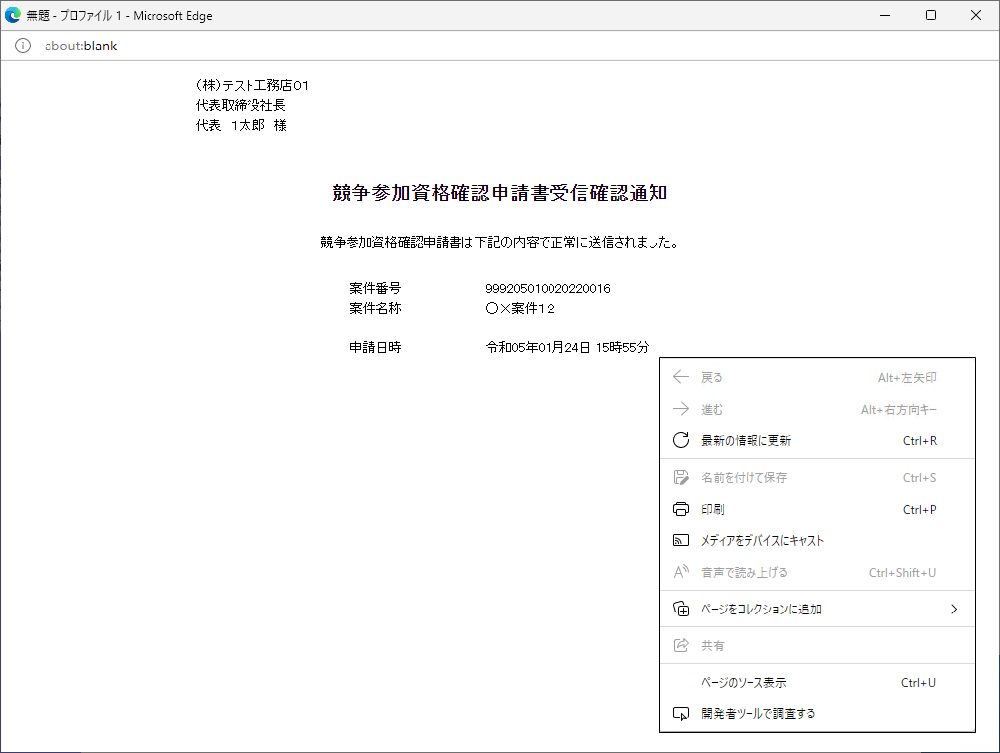 無題 - プロファイル 1 - Microsoft Edge
about:blank
（株）テスト工務店０１
代表取締役社長
代表　１太郎　様
競争参加資格確認申請書受信確認通知
競争参加資格確認申請書は下記の内容で正常に送信されました。
案件番号 999205010020220016
案件名称 〇×案件１２
申請日時 令和05年01月24日 15時55分
戻る Alt+左矢印
進む Alt+右方向キー
最新の情報に更新 Ctrl+R
名前を付けて保存 Ctrl+S
印刷 Ctrl+P
メディアをデバイスにキャスト
音声で読み上げる Ctrl+Shift+U
ページをコレクションに追加
共有
ページのソース表示 Ctrl+U
開発者ツールで調査する